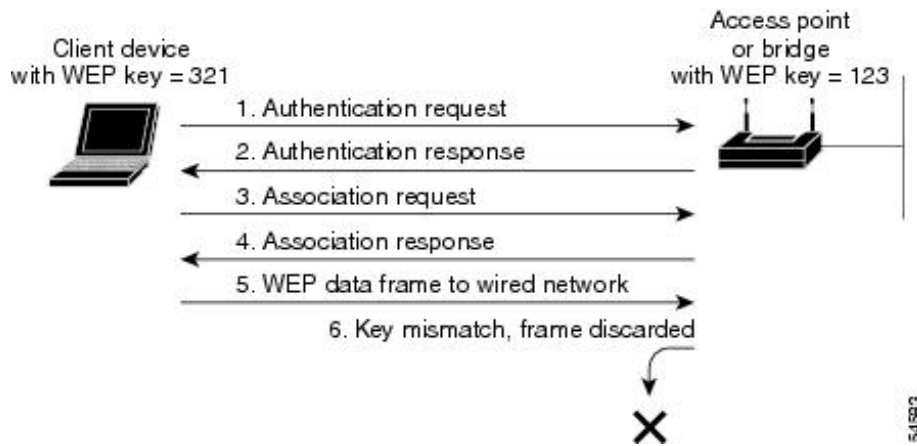 Client device
with WEP key = 321
Access point
or bridge
with WEP key = 123
1. Authentication request
2. Authentication response
3. Association request
4. Association response
5. WEP data frame to wired network
6. Key mismatch, frame discarded